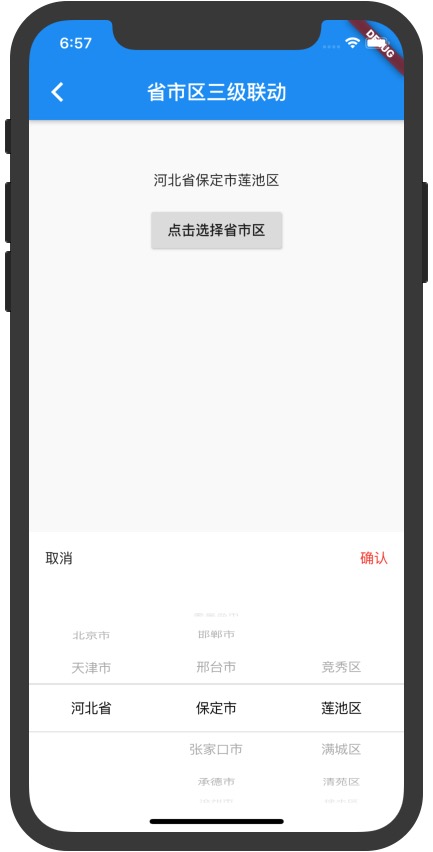 6:57
DEBUG
省市区三级联动
河北省保定市莲池区
点击选择省市区
取消 确认
北京市 邯郸市
天津市 邢台市 竞秀区
河北省 保定市 莲池区
张家口市 满城区
承德市 清苑区